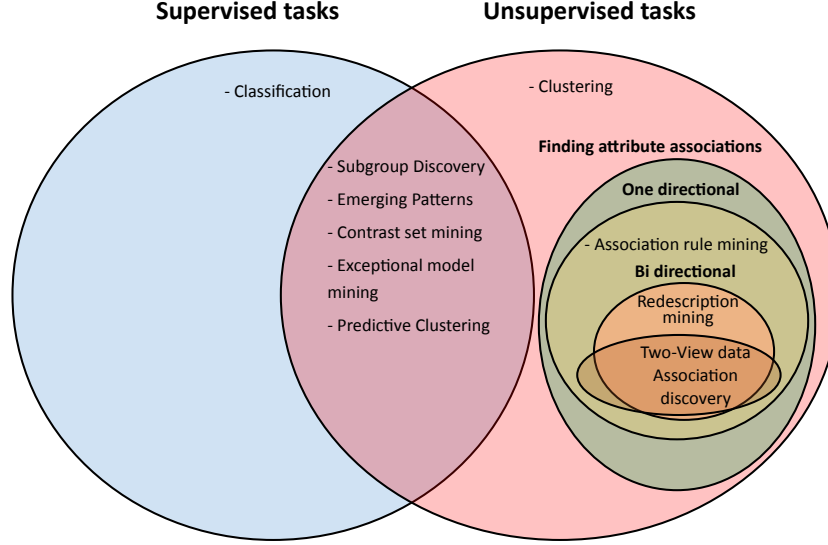 Supervised tasks
Unsupervised tasks
- Classification
- Clustering
- Subgroup Discovery
- Emerging Patterns
- Contrast set mining
- Exceptional model
mining
- Predictive Clustering
Finding attribute associations
One directional
- Association rule mining
Bi directional
Redescription
mining
Two-View data
Association
discovery